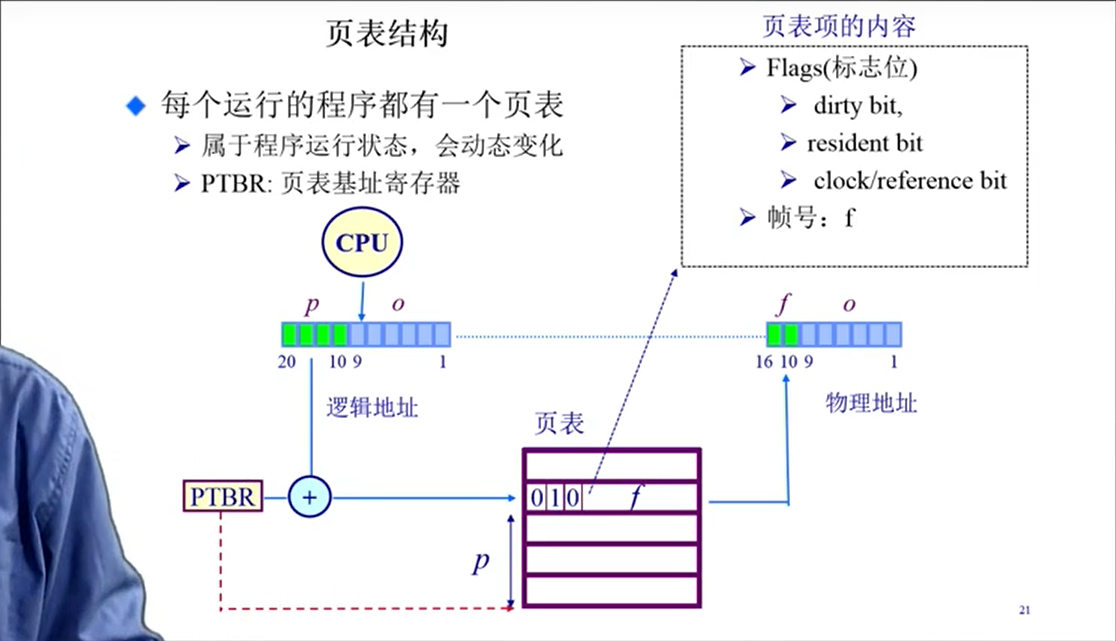 页表结构
每个运行的程序都有一个页表
属于程序运行状态，会动态变化
PTBR: 页表基址寄存器
页表项的内容
Flags(标志位)
dirty bit,
resident bit
clock/reference bit
帧号：f
CPU
p o
20 10 9 1
逻辑地址
f o
16 10 9 1
物理地址
页表
PTBR
+
0 1 0 f
p
21